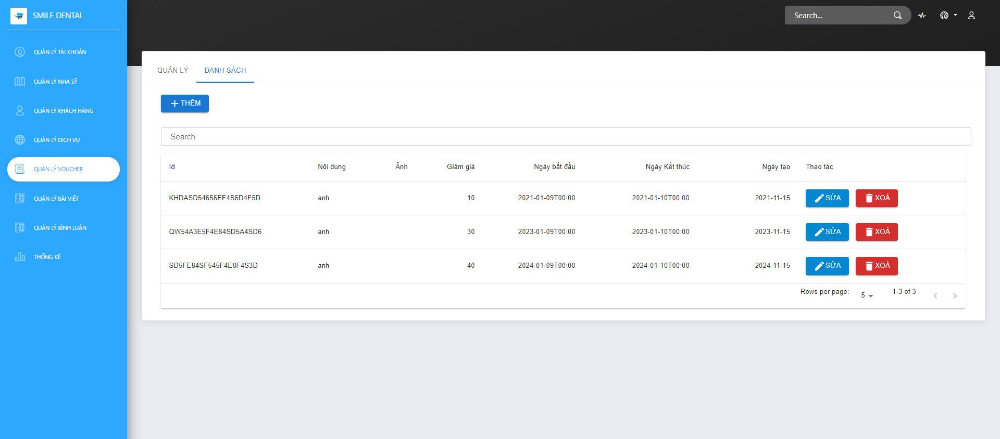 SMILE DENTAL
Search...
QUẢN LÝ TÀI KHOẢN
QUẢN LÝ NHA SỸ
QUẢN LÝ KHÁCH HÀNG
QUẢN LÝ DỊCH VỤ
QUẢN LÝ VOUCHER
QUẢN LÝ BÀI VIẾT
QUẢN LÝ BÌNH LUẬN
THỐNG KÊ
QUẢN LÝ DANH SÁCH
THÊM
Search
Id Nội dung Ảnh Giảm giá Ngày bắt đầu Ngày Kết thúc Ngày tạo Thao tác
KHDASD54656EF4S6D4F5D anh 10 2021-01-09T00:00 2021-01-10T00:00 2021-11-15 SỬA XOÁ
QW54A3E5F4E84SD5A4SD6 anh 30 2023-01-09T00:00 2023-01-10T00:00 2023-11-15 SỬA XOÁ
SD5FE84SF545F4E8F4S3D anh 40 2024-01-09T00:00 2024-01-10T00:00 2024-11-15 SỬA XOÁ
Rows per page: 5 1-3 of 3